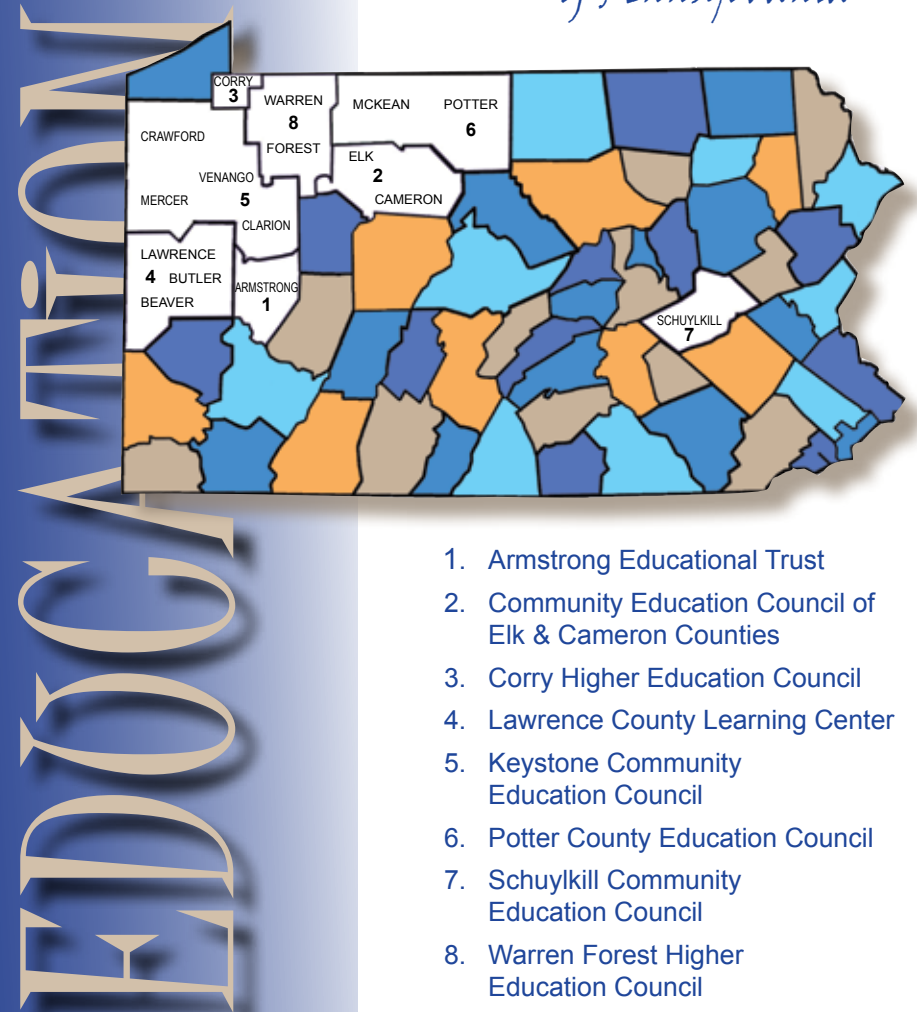 of Pennsylvania
EDUCATiON
CORRY
3
WARREN
8
FOREST
MCKEAN POTTER
6
CRAWFORD
ELK
2
CAMERON
VENANGO
MERCER 5
CLARION
LAWRENCE
4 BUTLER
BEAVER
ARMSTRONG
1
SCHUYLKILL
7
1. Armstrong Educational Trust
2. Community Education Council of
Elk & Cameron Counties
3. Corry Higher Education Council
4. Lawrence County Learning Center
5. Keystone Community
Education Council
6. Potter County Education Council
7. Schuylkill Community
Education Council
8. Warren Forest Higher
Education Council